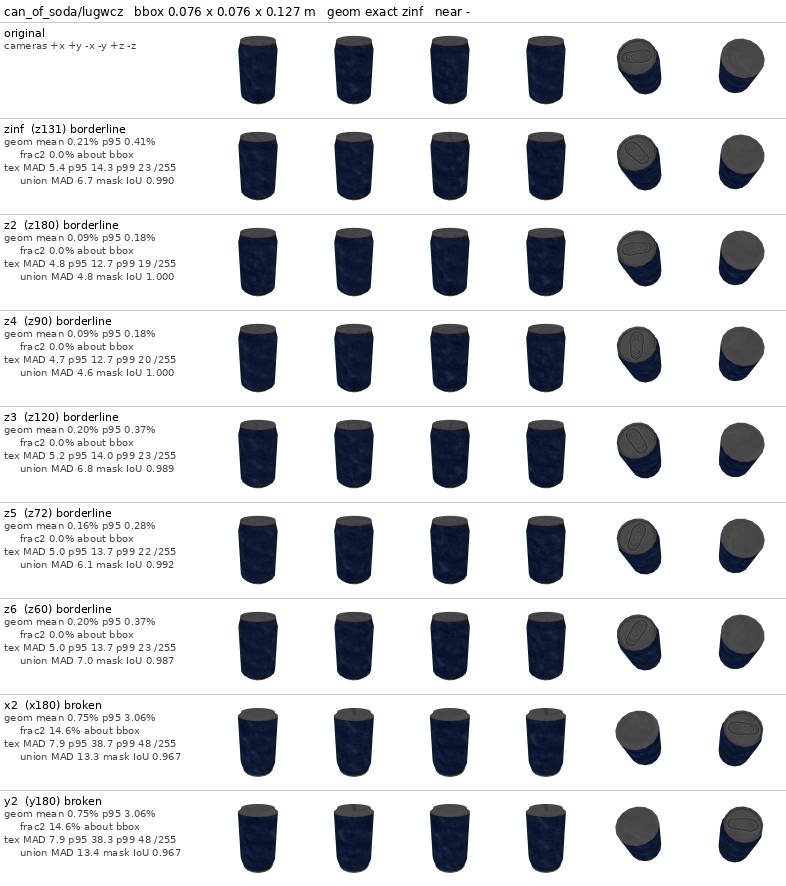 can_of_soda/lugwcz bbox 0.076 x 0.076 x 0.127 m geom exact zinf near -
original
cameras +x +y -x -y +z -z
zinf (z131) borderline
geom mean 0.21% p95 0.41%
frac2 0.0% about bbox
tex MAD 5.4 p95 14.3 p99 23 /255
union MAD 6.7 mask IoU 0.990
z2 (z180) borderline
geom mean 0.09% p95 0.18%
frac2 0.0% about bbox
tex MAD 4.8 p95 12.7 p99 19 /255
union MAD 4.8 mask IoU 1.000
z4 (z90) borderline
geom mean 0.09% p95 0.18%
frac2 0.0% about bbox
tex MAD 4.7 p95 12.7 p99 20 /255
union MAD 4.6 mask IoU 1.000
z3 (z120) borderline
geom mean 0.20% p95 0.37%
frac2 0.0% about bbox
tex MAD 5.2 p95 14.0 p99 23 /255
union MAD 6.8 mask IoU 0.989
z5 (z72) borderline
geom mean 0.16% p95 0.28%
frac2 0.0% about bbox
tex MAD 5.0 p95 13.7 p99 22 /255
union MAD 6.1 mask IoU 0.992
z6 (z60) borderline
geom mean 0.20% p95 0.37%
frac2 0.0% about bbox
tex MAD 5.0 p95 13.7 p99 23 /255
union MAD 7.0 mask IoU 0.987
x2 (x180) broken
geom mean 0.75% p95 3.06%
frac2 14.6% about bbox
tex MAD 7.9 p95 38.7 p99 48 /255
union MAD 13.3 mask IoU 0.967
y2 (y180) broken
geom mean 0.75% p95 3.06%
frac2 14.6% about bbox
tex MAD 7.9 p95 38.3 p99 48 /255
union MAD 13.4 mask IoU 0.967